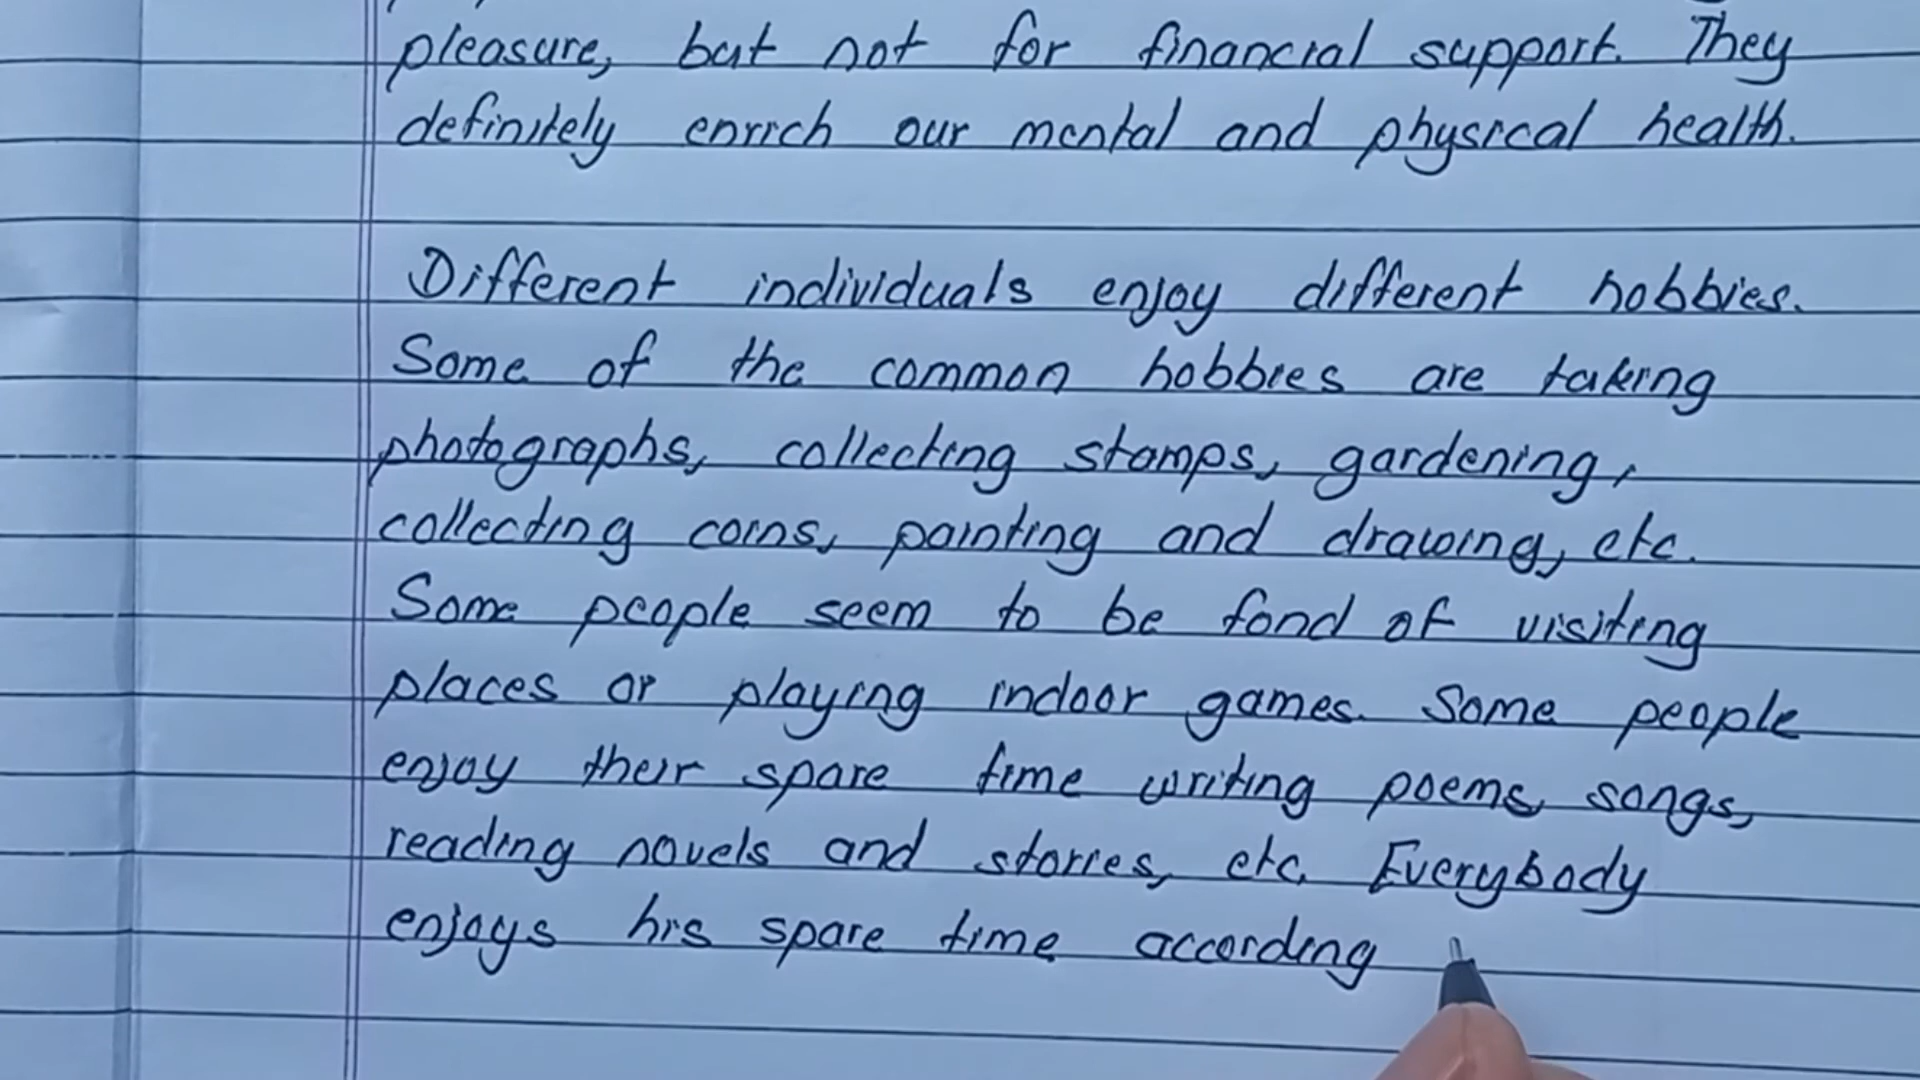 pleasure, but not for financial support. They
definitely enrich our mental and physical health.
Different individuals enjoy different hobbies.
Some of the common hobbies are taking
photographs, collecting stamps, gardening,
collecting coins, painting and drawing, etc.
Some people seem to be fond of visiting
places or playing indoor games. Some people
enjoy their spare time writing poems, songs,
reading novels and stories, etc. Everybody
enjoys his spare time according